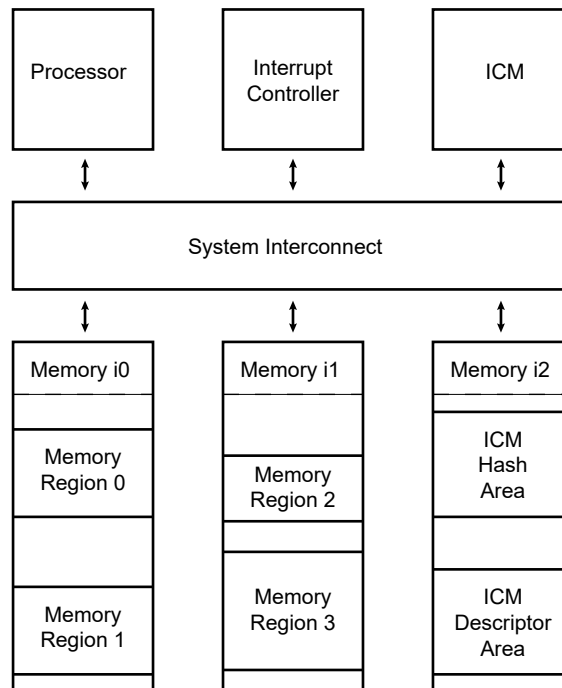 Processor
Interrupt
Controller
ICM
System Interconnect
Memory i0
Memory i1
Memory i2
Memory
Region 0
Memory
Region 2
ICM
Hash
Area
Memory
Region 1
Memory
Region 3
ICM
Descriptor
Area